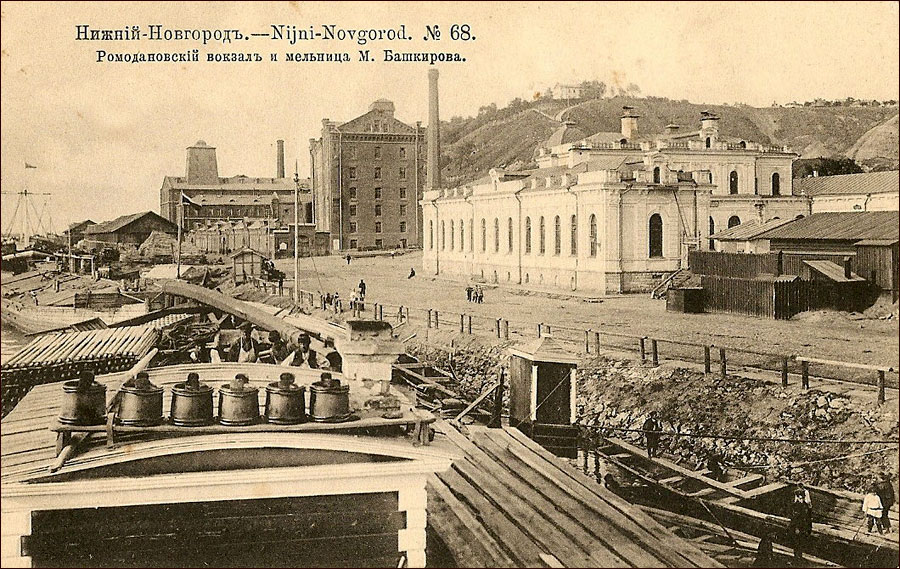 Нижній-Новгородъ.—Nijni-Novgorod. № 68.
Ромодановскій вокзалъ и мельница М. Башкирова.